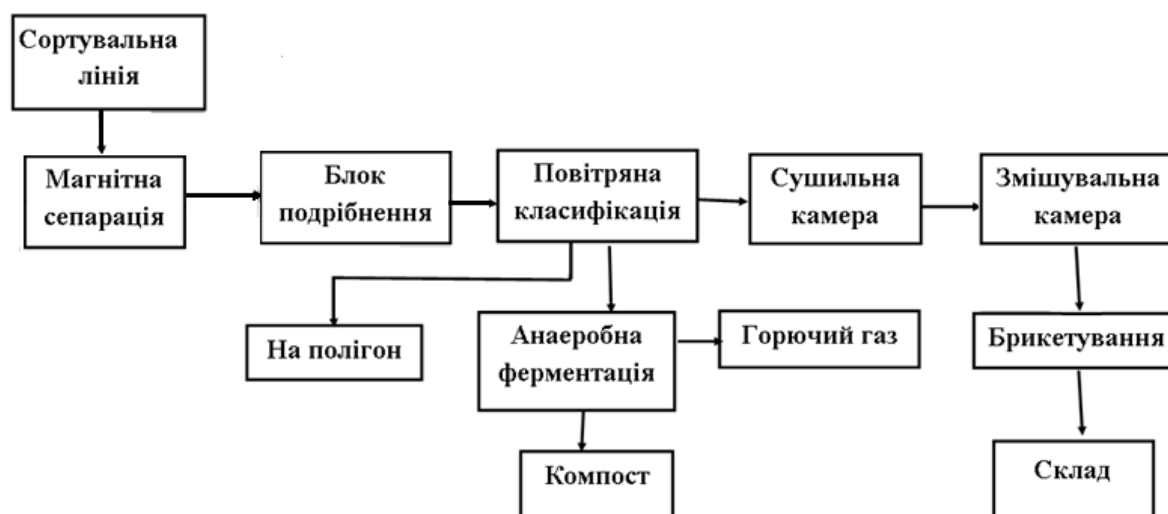 Сортувальна
лінія
Магнітна
сепарація
Блок
подрібнення
Повітряна
класифікація
Сушильна
камера
Змішувальна
камера
На полігон
Анаеробна
ферментація
Горючий газ
Брикетування
Компост
Склад